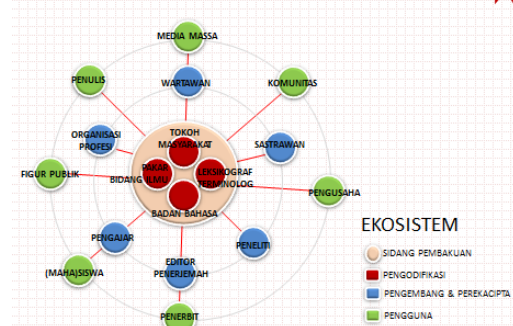 MEDIA MASSA
PENULIS
WARTAWAN
KOMUNITAS
ORGANISASI
PROFESI
TOKOH
MASYAKAKAT
SASTRAWAN
FIGUR PUBLIK
PAKAR
BIDANG ILMU
LEKSIKOGRAF
TERMINOLOG
PENGUSAHA
BADAN BAHASA
PENGAJAR
PENELITI
(MAHA)SISWA
EDITOR
PENERJEMAH
PENERBIT
EKOSISTEM
SIDANG PEMBAKUAN
PENGODIFIKASI
PENGEMBANG & PEREKACIPTA
PENGGUNA